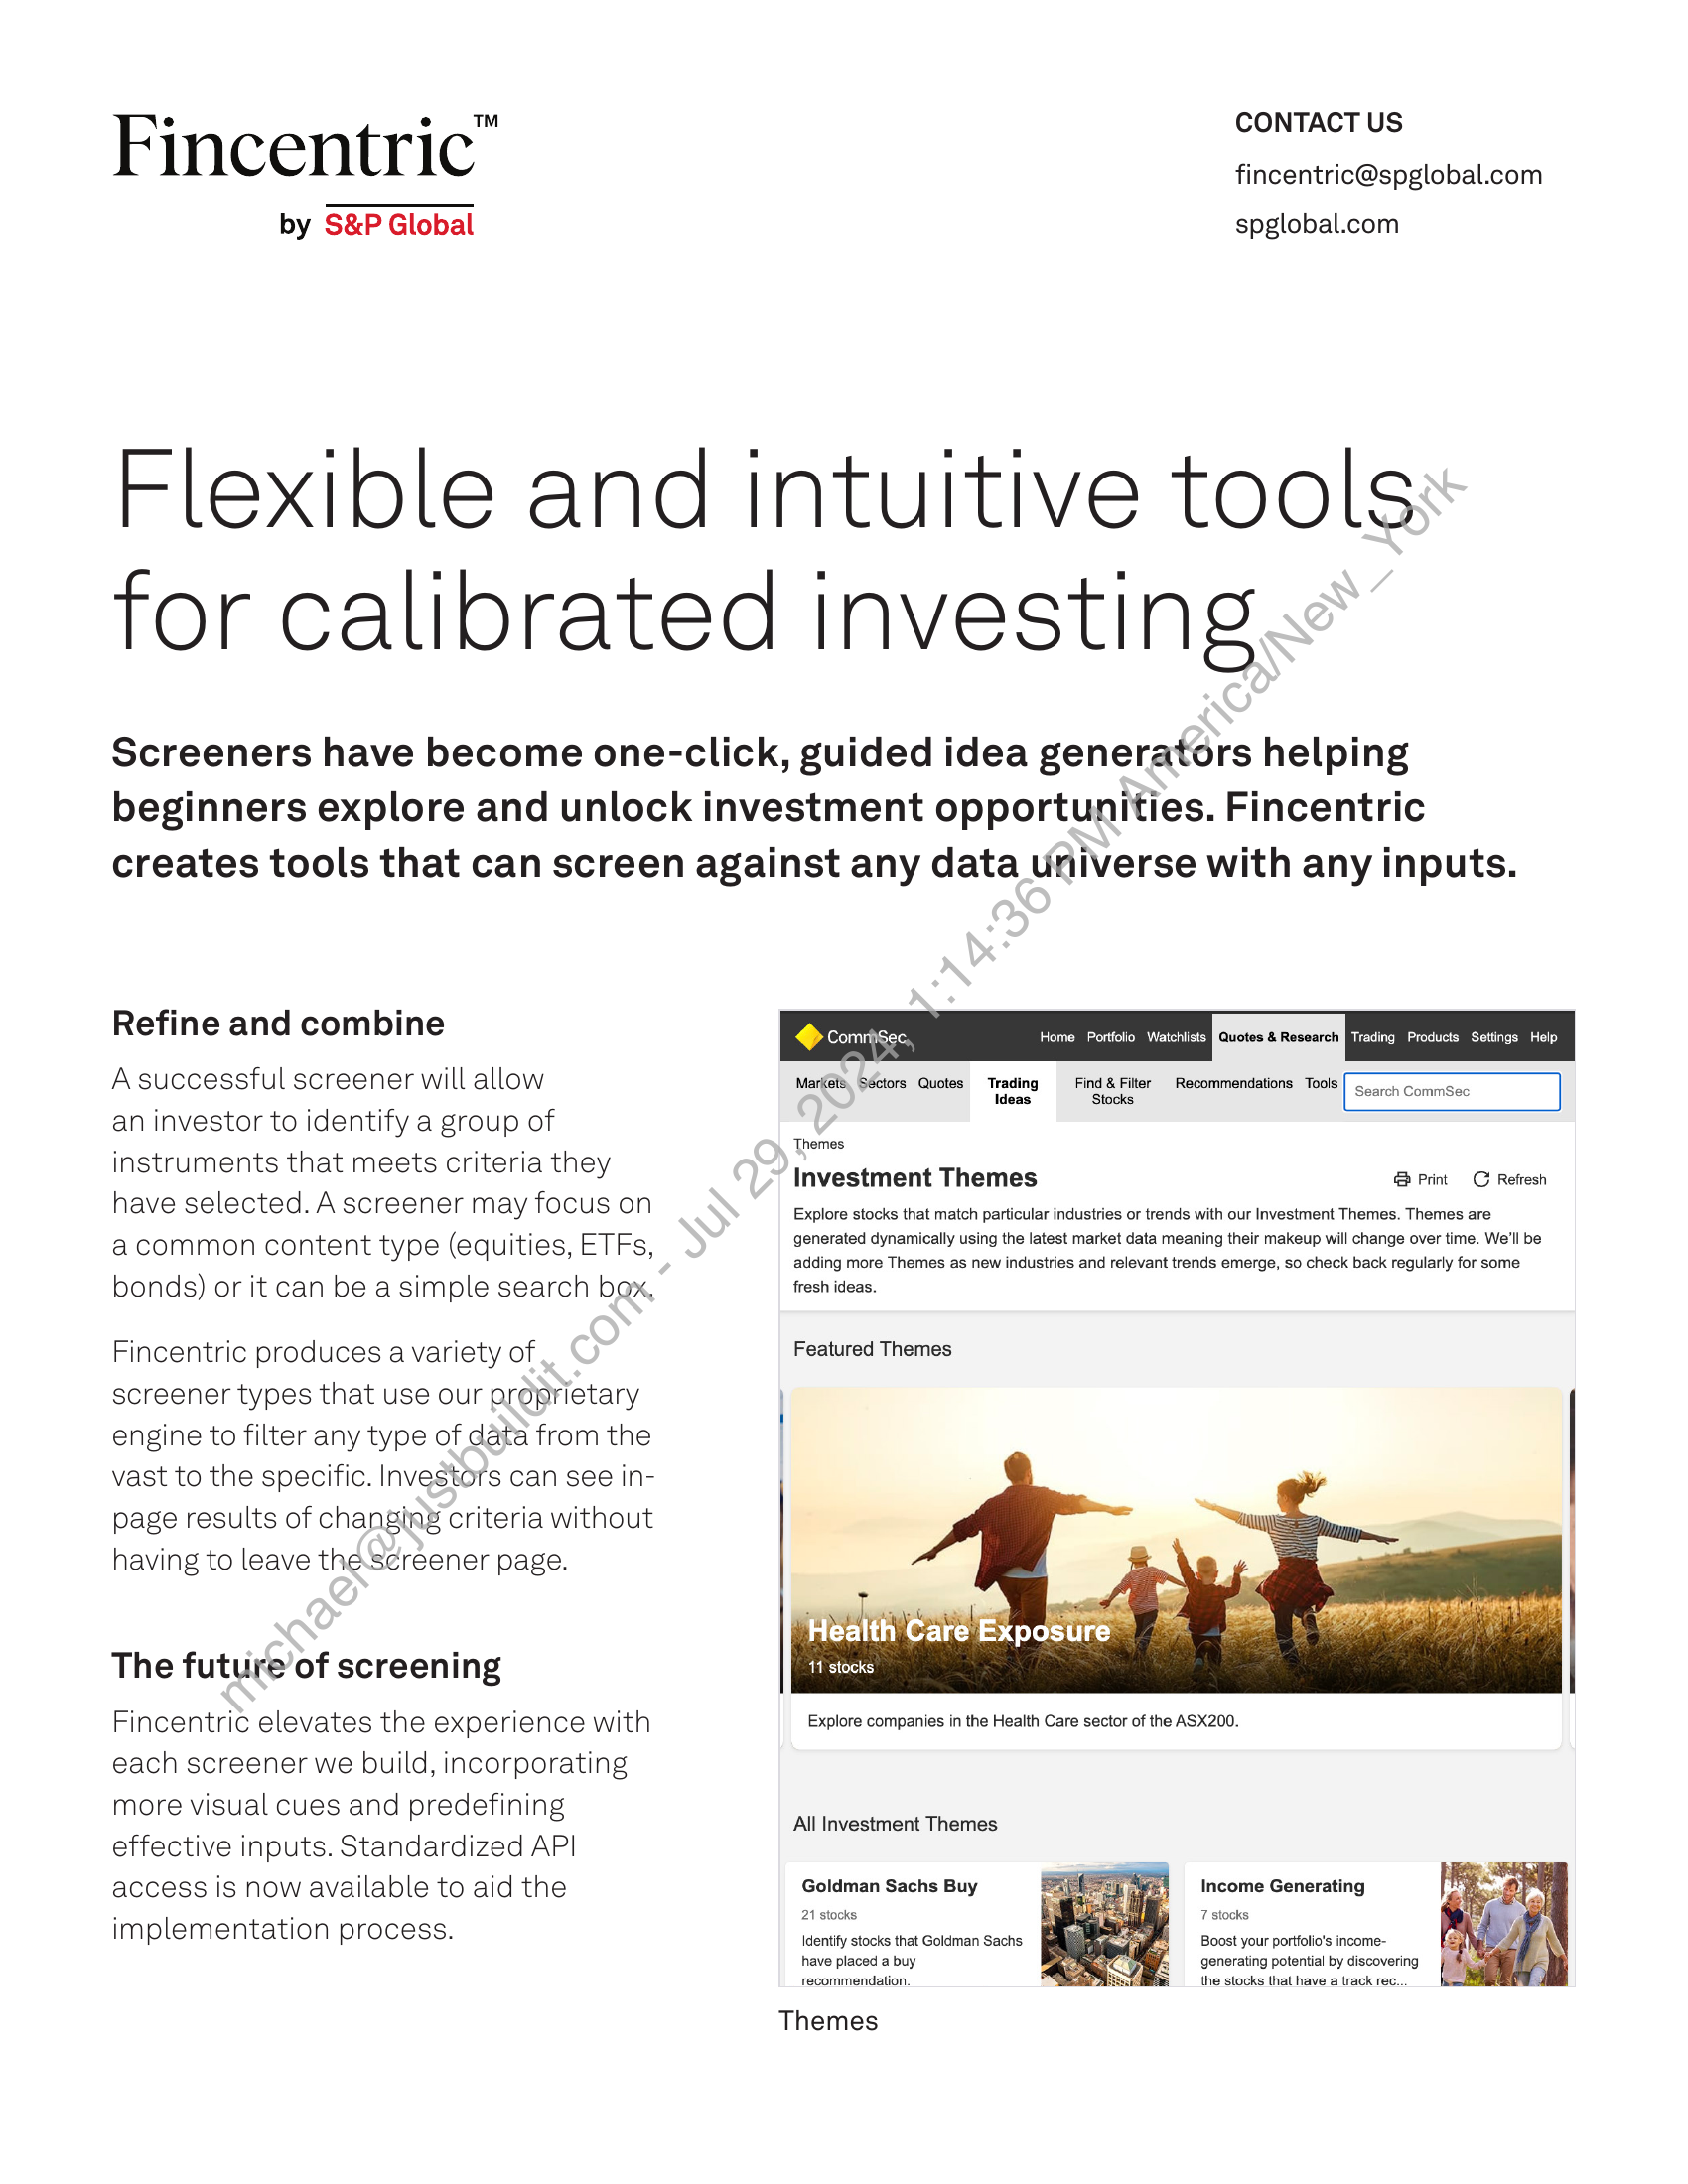 Fincentric™
by S&P Global
CONTACT US
fincentric@spglobal.com
spglobal.com
Flexible and intuitive tools
for calibrated investing
Screeners have become one-click, guided idea generators helping
beginners explore and unlock investment opportunities. Fincentric
creates tools that can screen against any data universe with any inputs.
Refine and combine
A successful screener will allow
an investor to identify a group of
instruments that meets criteria they
have selected. A screener may focus on
a common content type (equities, ETFs,
bonds) or it can be a simple search box.
Fincentric produces a variety of
screener types that use our proprietary
engine to filter any type of data from the
vast to the specific. Investors can see in-
page results of changing criteria without
having to leave the screener page.
The future of screening
Fincentric elevates the experience with
each screener we build, incorporating
more visual cues and predefining
effective inputs. Standardized API
access is now available to aid the
implementation process.
CommSec
Home Portfolio Watchlists Quotes & Research Trading Products Settings Help
Markets Sectors Quotes Trading Ideas Find & Filter Stocks Recommendations Tools Search CommSec
Themes
Investment Themes
Print Refresh
Explore stocks that match particular industries or trends with our Investment Themes. Themes are
generated dynamically using the latest market data meaning their makeup will change over time. We'll be
adding more Themes as new industries and relevant trends emerge, so check back regularly for some
fresh ideas.
Featured Themes
Health Care Exposure
11 stocks
Explore companies in the Health Care sector of the ASX200.
All Investment Themes
Goldman Sachs Buy
21 stocks
Identify stocks that Goldman Sachs
have placed a buy
recommendation.
Income Generating
7 stocks
Boost your portfolio's income-
generating potential by discovering
the stocks that have a track rec...
Themes
michael@justbuildit.com - Jul 29, 2024, 1:14:36 PM America/New_York